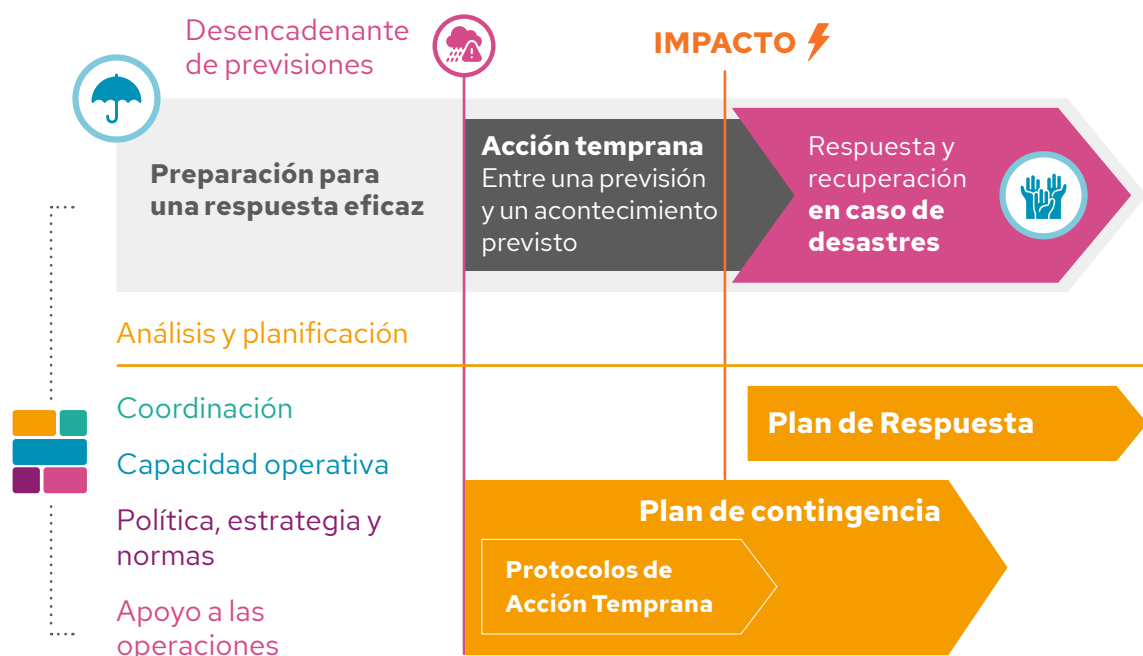 Desencadenante
de previsiones
IMPACTO
Preparación para
una respuesta eficaz
Acción temprana
Entre una previsión
y un acontecimiento
previsto
Respuesta y
recuperación
en caso de
desastres
Análisis y planificación
Coordinación
Capacidad operativa
Política, estrategia y
normas
Apoyo a las
operaciones
Plan de Respuesta
Plan de contingencia
Protocolos de
Acción Temprana